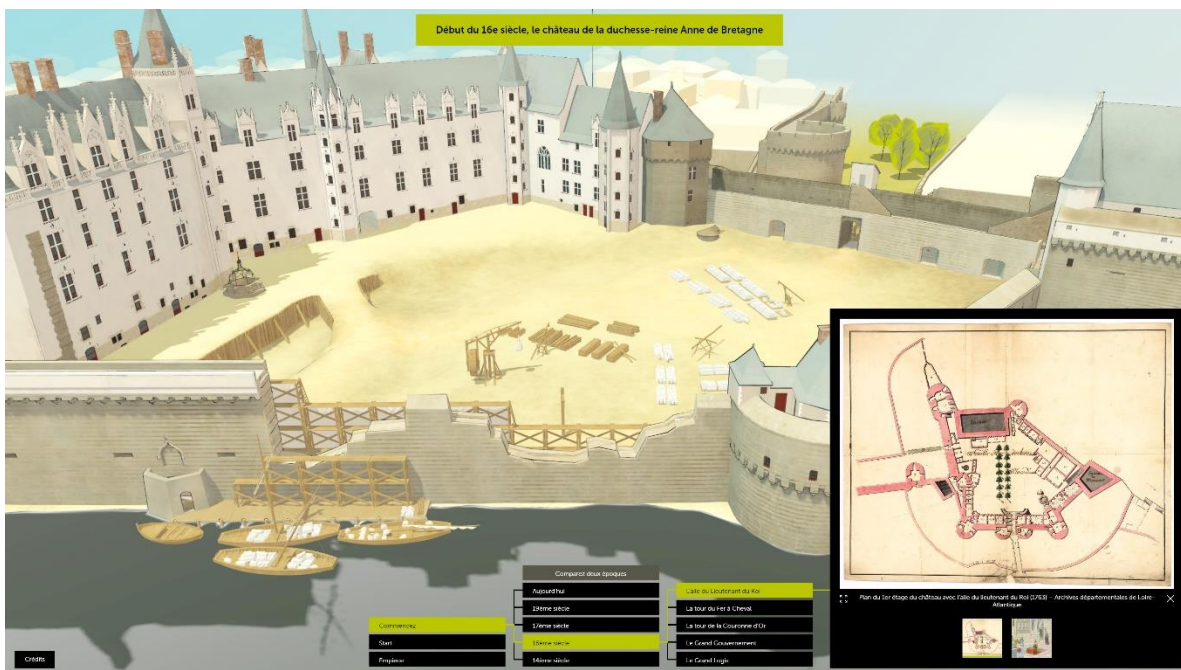 Début du 16e siècle, le château de la duchesse-reine Anne de Bretagne
Comparez deux époques
Aujourd'hui
19ème siècle
17ème siècle
16ème siècle
14ème siècle
Commencez
Start
Empiece
L'aile du Lieutenant du Roi
La tour du Fer à Cheval
La tour de la Couronne d'Or
Le Grand Gouvernement
Le Grand Logis
Plan du 1er étage du château avec l'aile du lieutenant du Roi (1763) - Archives départementales de Loire-
Atlantique
Crédits